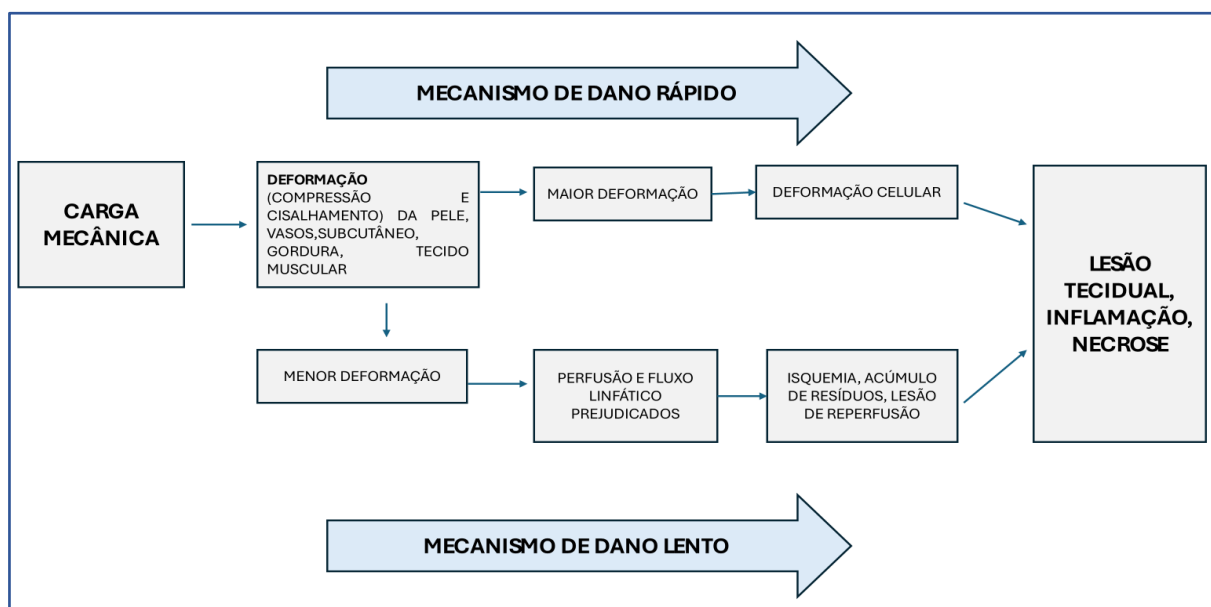 MECANISMO DE DANO RÁPIDO
CARGA
MECÂNICA
DEFORMAÇÃO
(COMPRESSÃO E
CISALHAMENTO) DA PELE,
VASOS,SUBCUTÂNEO,
GORDURA, TECIDO
MUSCULAR
MAIOR DEFORMAÇÃO
DEFORMAÇÃO CELULAR
MENOR DEFORMAÇÃO
PERFUSÃO E FLUXO
LINFÁTICO
PREJUDICADOS
ISQUEMIA, ACÚMULO
DE RESÍDUOS, LESÃO
DE REPERFUSÃO
LESÃO
TECIDUAL,
INFLAMAÇÃO,
NECROSE
MECANISMO DE DANO LENTO